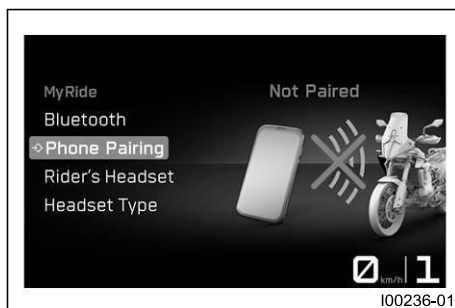 MyRide
Not Paired
Bluetooth
Phone Pairing
Rider's Headset
Headset Type
0 km/h 1
I00236-01